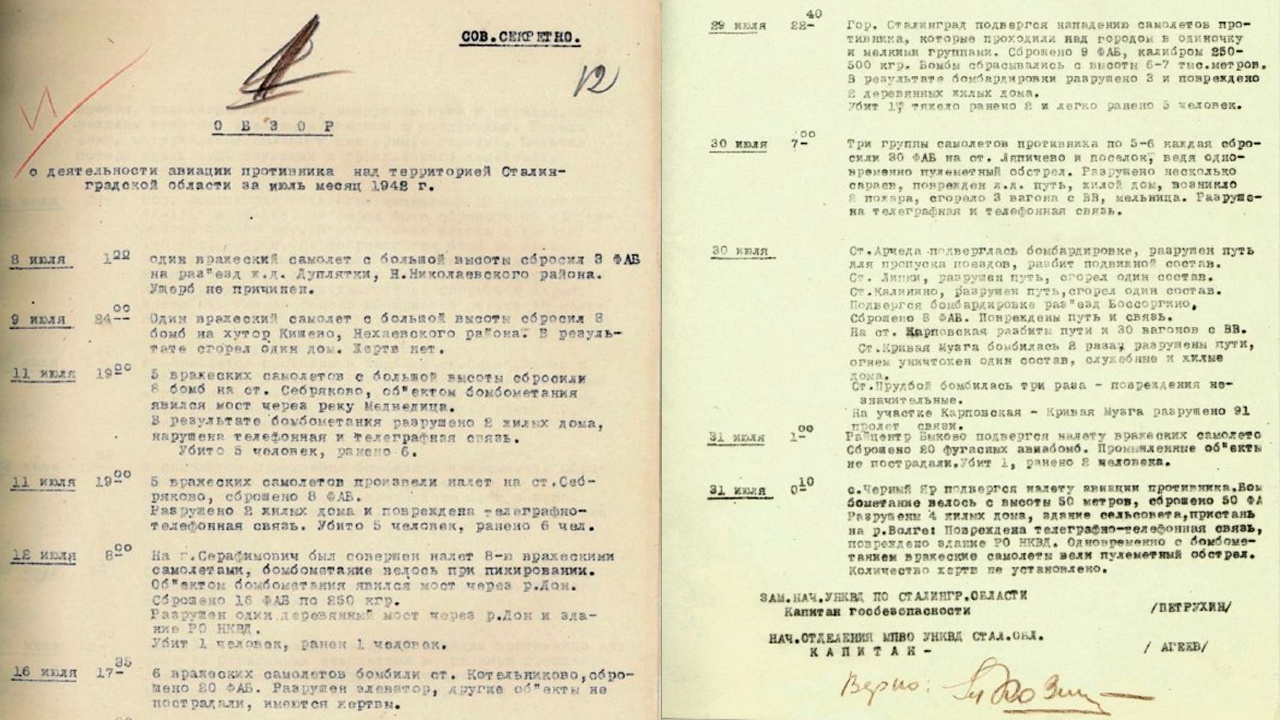 СОВ.СЕКРЕТНО.
12
О Б З О Р
о деятельности авиации противника над территорией Сталин-
градской области за июль месяц 1942 г.
8 июля 1 00 один вражеский самолет с большой высоты сбросил 3 ФАБ
на раз"езд ж.д. Дуплятки, Н.Николаевского района.
Ущерб не причинен.
9 июля 24 00 Один вражеский самолет с большой высоты сбросил 8
бомб на хутор Кишево, Нехаевского района. В резуль-
тате сгорел один дом. Жертв нет.
11 июля 19 00 5 вражеских самолетов с большой высоты сбросили
8 бомб на ст. Себряково, об"ектом бомбометания
явился мост через реку Медведица.
В результате бомбометания разрушено 2 жилых дома,
нарушена телефонная и телеграфная связь.
Убито 5 человек, ранено 6.
11 июля 19 00 5 вражеских самолетов произвели налет на ст.Себ-
ряково, сброшено 8 ФАБ.
Разрушено 2 жилых дома и повреждена телеграфно-
телефонная связь. Убито 5 человек, ранено 6 чел.
12 июля 8 00 На г.Серафимович был совершен налет 8-ю вражескими
самолетами, бомбометание велось при пикировании.
Об"ектом бомбометания явился мост через р.Дон.
Сброшено 16 ФАБ по 250 кгр.
Разрушен один деревянный мост через р.Дон и зда-
ние РО НКВД.
Убит 1 человек, ранен 1 человек.
16 июля 17- 35 6 вражеских самолетов бомбили ст. Котельниково,сбро-
шено 20 ФАБ. Разрушен элеватор, другие об"екты не
пострадали, имеются жертвы.
29 июля 22- 40 Гор. Сталинград подвергся нападению самолетов про-
тивника, которые проходили над городом в одиночку
и мелкими группами. Сброшено 9 ФАБ, калибром 250-
500 кгр. Бомбы сбрасывались с высоты 6-7 тыс.метров.
В результате бомбардировки разрушено 3 и повреждено
2 деревянных жилых дома.
Убит 1, тяжело ранено 2 и легко ранено 5 человек.
30 июля 7- 00 Три группы самолетов противника по 5-6 каждая сбро-
сили 30 ФАБ на ст. Ляпичево и поселок, ведя одно-
временно пулеметный обстрел. Разрушено несколько
сараев, поврежден ж.д. путь, жилой дом, возникло
2 пожара, сгорело 3 вагона с ВВ, мельница. Разруше-
на телеграфная и телефонная связь.
30 июля Ст.Арчеда подверглась бомбардировке, разрушен путь
для пропуска поездов, разбит подвижной состав.
Ст. Липки, разрушен путь, сгорел один состав.
Ст.Калинино, разрушен путь,сгорел один состав.
Подвергся бомбардировке раз"езд Боссоргино,
Сброшено 8 ФАБ. Повреждены путь и связь.
На ст. Карповская разбиты пути и 30 вагонов с ВВ.
Ст.Кривая Музга бомбилась 2 раза, разрушены пути,
огнем уничтожен один состав, служебные и жилые
дома.
Ст.Прудбой бомбилась три раза - повреждения не-
значительные.
На участке Карповская - Кривая Музга разрушено 91
пролет связи.
31 июля 1- 00 Райцентр Быково подвергся налету вражеских самолето
Сброшено 20 фугасных авиабомб. Промышленные об"екты
не пострадали.Убит 1, ранено 2 человека.
31 июля 0- 10 с.Черный Яр подвергся налету авиации противника.Бом
бометание велось с высоты 50 метров, сброшено 50 ФА
Разрушены 4 жилых дома, здание сельсовета,пристань
на р.Волге: Повреждена телеграфно-телефонная связь,
повреждено здание РО НКВД. Одновременно с бомбоме-
танием вражеские самолеты вели пулеметный обстрел.
Количество жертв не установлено.
ЗАМ.НАЧ.УНКВД ПО СТАЛИНГР.ОБЛАСТИ
Капитан госбезопасности /ПЕТРУХИН/
НАЧ.ОТДЕЛЕНИЯ МПВО УНКВД СТАЛ.ОБЛ.
К А П И Т А Н - / АГЕЕВ/
Верно: